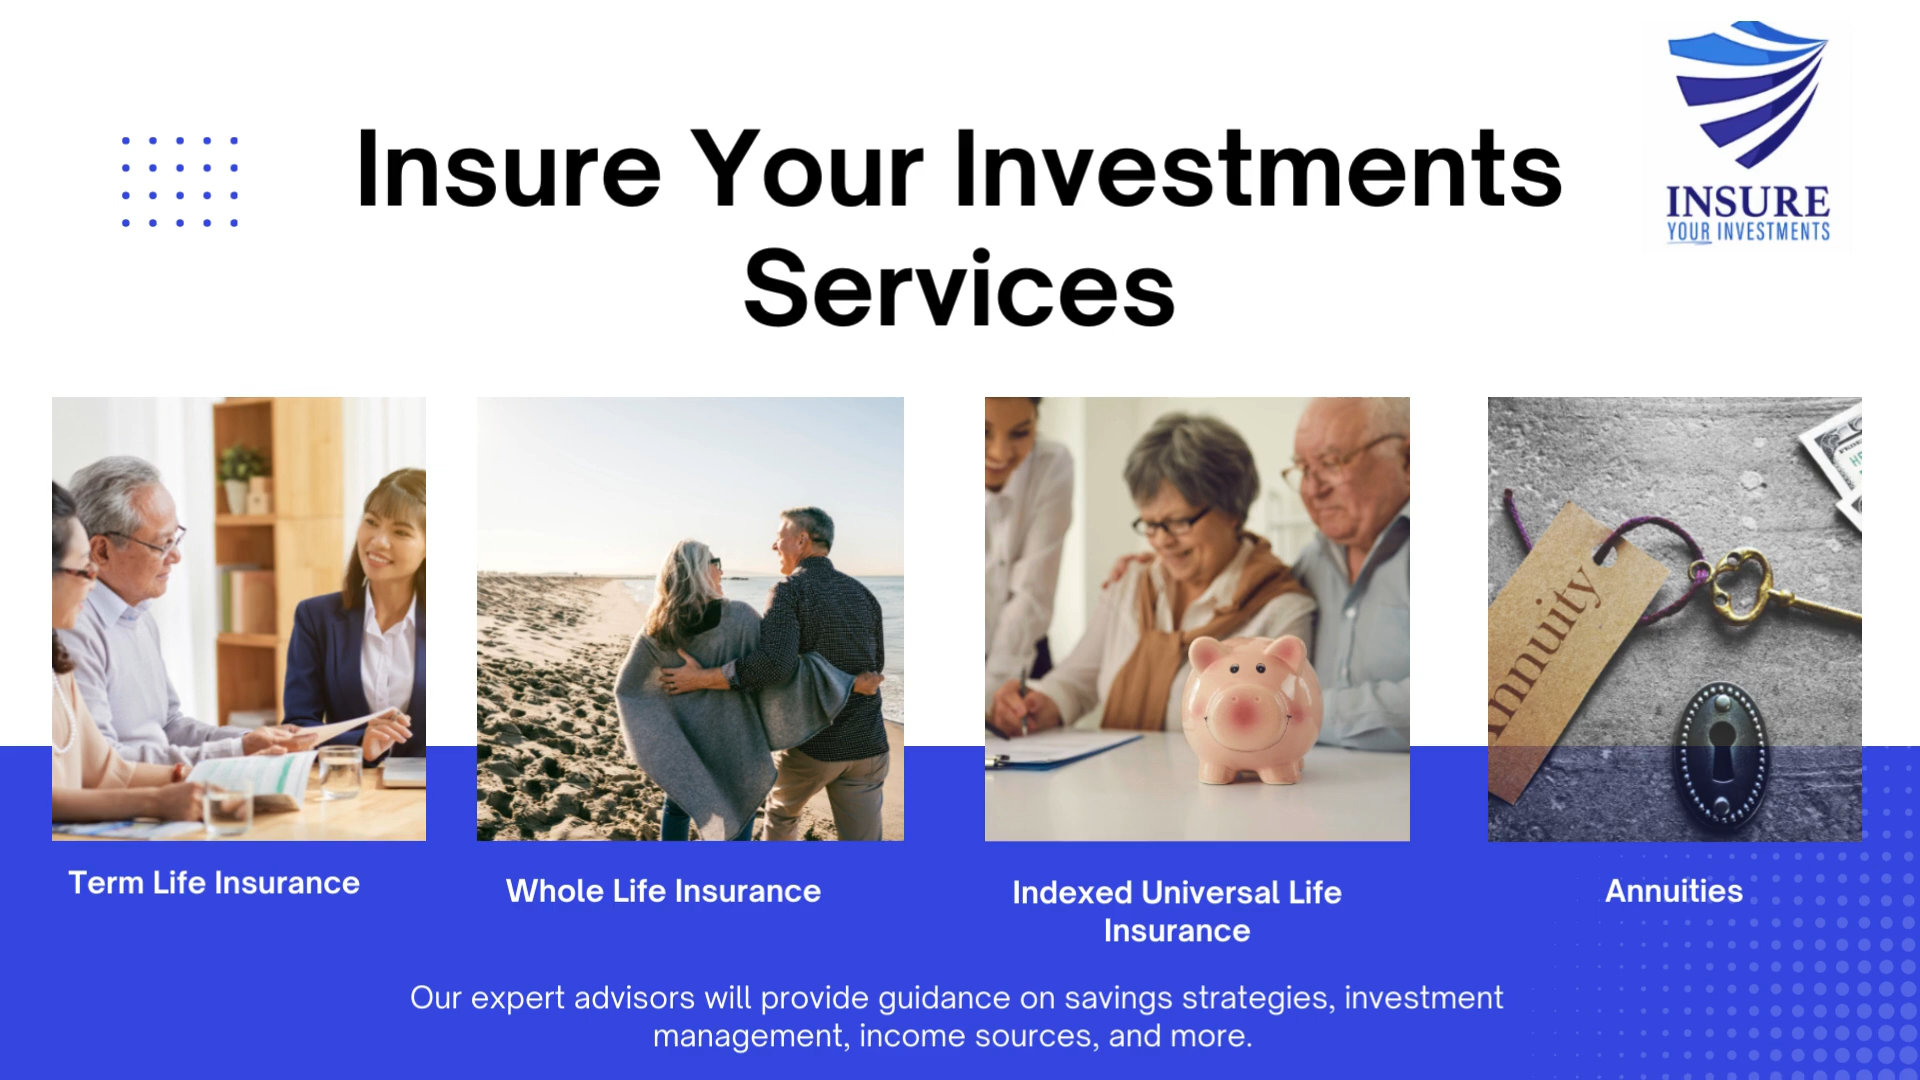 Insure Your Investments
Services
INSURE
YOUR INVESTMENTS
Annuity
Term Life Insurance
Whole Life Insurance
Indexed Universal Life
Insurance
Annuities
Our expert advisors will provide guidance on savings strategies, investment
management, income sources, and more.